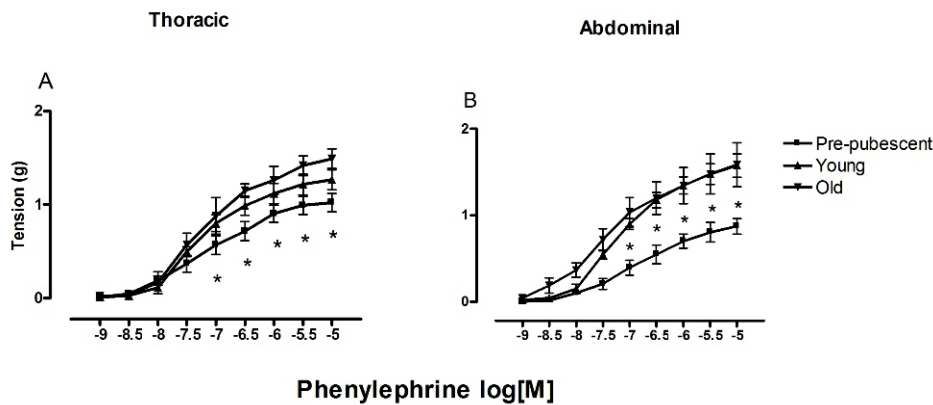 Thoracic
Abdominal
A
B
Tension (g)
2
1
0
2
1
0
Pre-pubescent
Young
Old
* * * * *
* * * * *
-9 -8.5 -8 -7.5 -7 -6.5 -6 -5.5 -5
-9 -8.5 -8 -7.5 -7 -6.5 -6 -5.5 -5
Phenylephrine log[M]